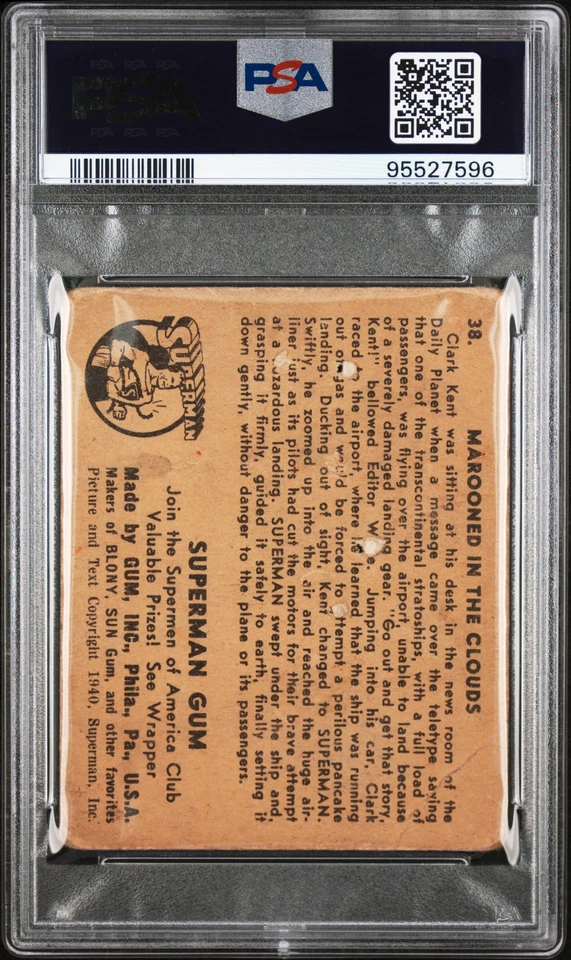 PSA
95527596
38. MAROONED IN THE CLOUDS
Clark Kent was sitting at his desk in the news room of the
Daily Planet when a message came over the teletype saying
that one of the transcontinental stratoships, with a full load of
passengers, was flying over the airport, unable to land because
of a severely damaged landing gear. "Go out and get that story,
Kent!" bellowed Editor Jumping into his car, Clark
raced the airport, where he learned that the ship was running
out gas and would be forced to attempt a perilous pancake
landing. Ducking out of sight, Kent changed to SUPERMAN.
Swiftly, he zoomed up into the air and reached the huge air-
liner just as its pilots had cut the motors for their brave attempt
at a hazardous landing. SUPERMAN swept under the ship and,
grasping it firmly, guided it safely to earth, finally setting it
down gently, without danger to the plane or its passengers.
SUPERMAN
SUPERMAN GUM
Join the Supermen of America Club
Valuable Prizes! See Wrapper
Made by GUM, INC., Phila., Pa., U.S.A.
Makers of BLONY, SUN Gum, and other favorites
Picture and Text Copyright 1940, Superman, Inc.